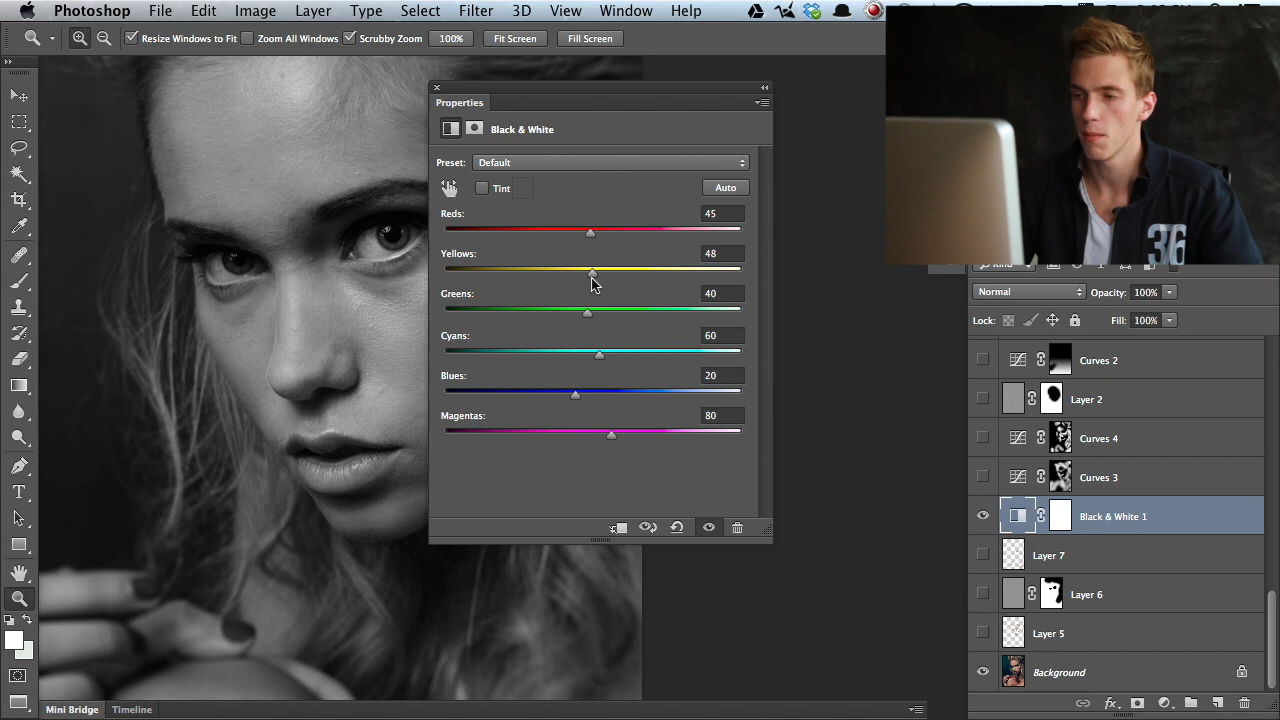 Photoshop File Edit Image Layer Type Select Filter 3D View Window Help
Resize Windows to Fit Zoom All Windows Scrubby Zoom 100% Fit Screen Fill Screen
Properties
Black & White
Preset: Default
Tint Auto
Reds: 45
Yellows: 48
Greens: 40
Cyans: 60
Blues: 20
Magentas: 80
36
Normal Opacity: 100%
Lock: Fill: 100%
Curves 2
Layer 2
Curves 4
Curves 3
Black & White 1
Layer 7
Layer 6
Layer 5
Background
fx
Mini Bridge Timeline